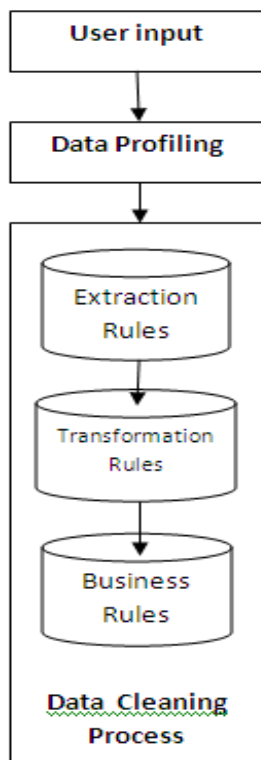 User input
Data Profiling
Extraction
Rules
Transformation
Rules
Business
Rules
Data Cleaning
Process